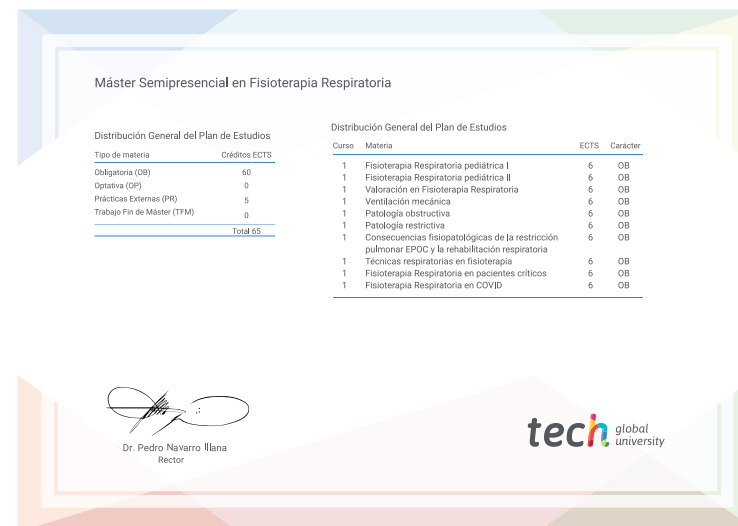 Máster Semipresencial en Fisioterapia Respiratoria
Distribución General del Plan de Estudios
Tipo de materia Créditos ECTS
Obligatoria (OB) 60
Optativa (OP) 0
Prácticas Externas (PR) 5
Trabajo Fin de Máster (TFM) 0
Total 65
Distribución General del Plan de Estudios
Curso Materia ECTS Carácter
1 Fisioterapia Respiratoria pediátrica I 6 OB
1 Fisioterapia Respiratoria pediátrica II 6 OB
1 Valoración en Fisioterapia Respiratoria 6 OB
1 Ventilación mecánica 6 OB
1 Patología obstructiva 6 OB
1 Patología restrictiva 6 OB
1 Consecuencias fisiopatológicas de la restricción 6 OB
pulmonar EPOC y la rehabilitación respiratoria
1 Técnicas respiratorias en fisioterapia 6 OB
1 Fisioterapia Respiratoria en pacientes críticos 6 OB
1 Fisioterapia Respiratoria en COVID 6 OB
Dr. Pedro Navarro Illana
Rector
tech global
university